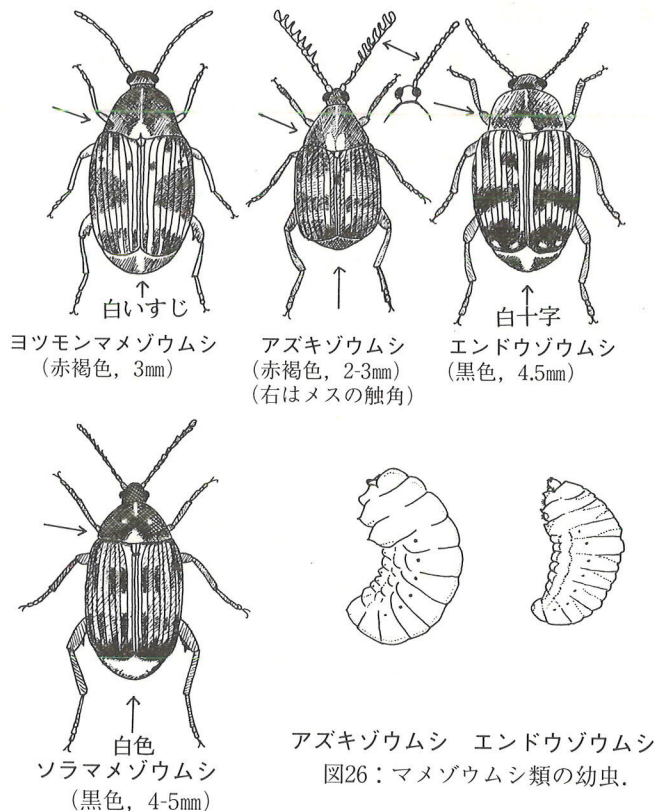 白いすじ
ヨツモンマメゾウムシ
(赤褐色, 3㎜)
アズキゾウムシ
(赤褐色, 2-3㎜)
(右はメスの触角)
白十字
エンドウゾウムシ
(黒色, 4.5㎜)
白色
ソラマメゾウムシ
(黒色, 4-5㎜)
アズキゾウムシ エンドウゾウムシ
図26：マメゾウムシ類の幼虫.